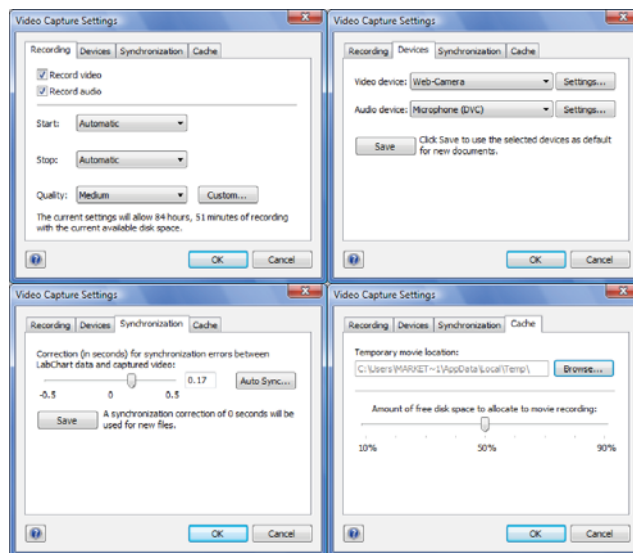 Video Capture Settings
Recording Devices Synchronization Cache
Record video
Record audio
Start: Automatic
Stop: Automatic
Quality: Medium Custom...
The current settings will allow 84 hours, 51 minutes of recording
with the current available disk space.
OK Cancel
Video Capture Settings
Recording Devices Synchronization Cache
Video device: Web-Camera Settings...
Audio device: Microphone (DVC) Settings...
Save Click Save to use the selected devices as default
for new documents.
OK Cancel
Video Capture Settings
Recording Devices Synchronization Cache
Correction (in seconds) for synchronization errors between
LabChart data and captured video:
0.17 Auto Sync...
-0.5 0 0.5
Save A synchronization correction of 0 seconds will be
used for new files.
OK Cancel
Video Capture Settings
Recording Devices Synchronization Cache
Temporary movie location:
C:\Users\MARKET~1\AppData\Local\Temp\ Browse...
Amount of free disk space to allocate to movie recording:
10% 50% 90%
OK Cancel